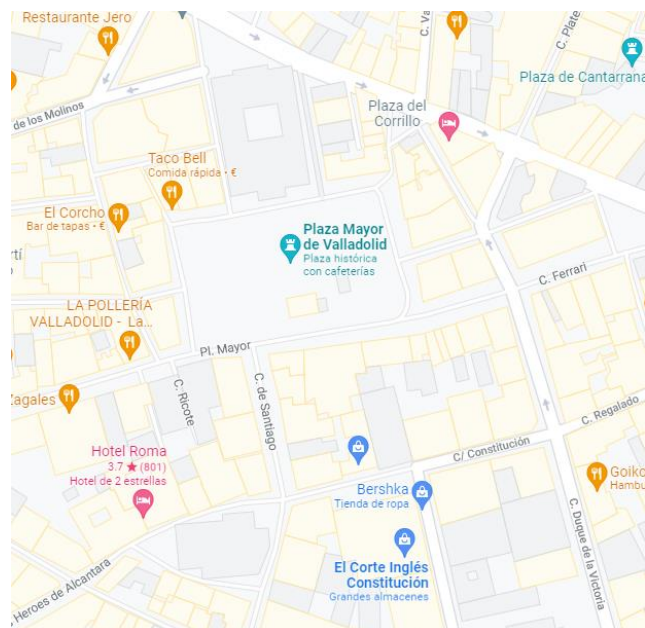 Restaurante Jero
C. Va
C. Plate
Plaza de Cantarrana
de los Molinos
Plaza del
Corrillo
Taco Bell
Comida rápida • €
El Corcho
Bar de tapas • €
Plaza Mayor
de Valladolid
Plaza histórica
con cafeterías
rtí
C. Ferrari
LA POLLERÍA
VALLADOLID - La...
Pl. Mayor
Zagales
C. Ricote
C. de Santiago
C. Regalado
Hotel Roma
3.7 ★ (801)
Hotel de 2 estrellas
C/ Constitución
Goiko
Hambu
Bershka
Tienda de ropa
C. Duque de la Victoria
El Corte Inglés
Constitución
Grandes almacenes
Heroes de Alcantara